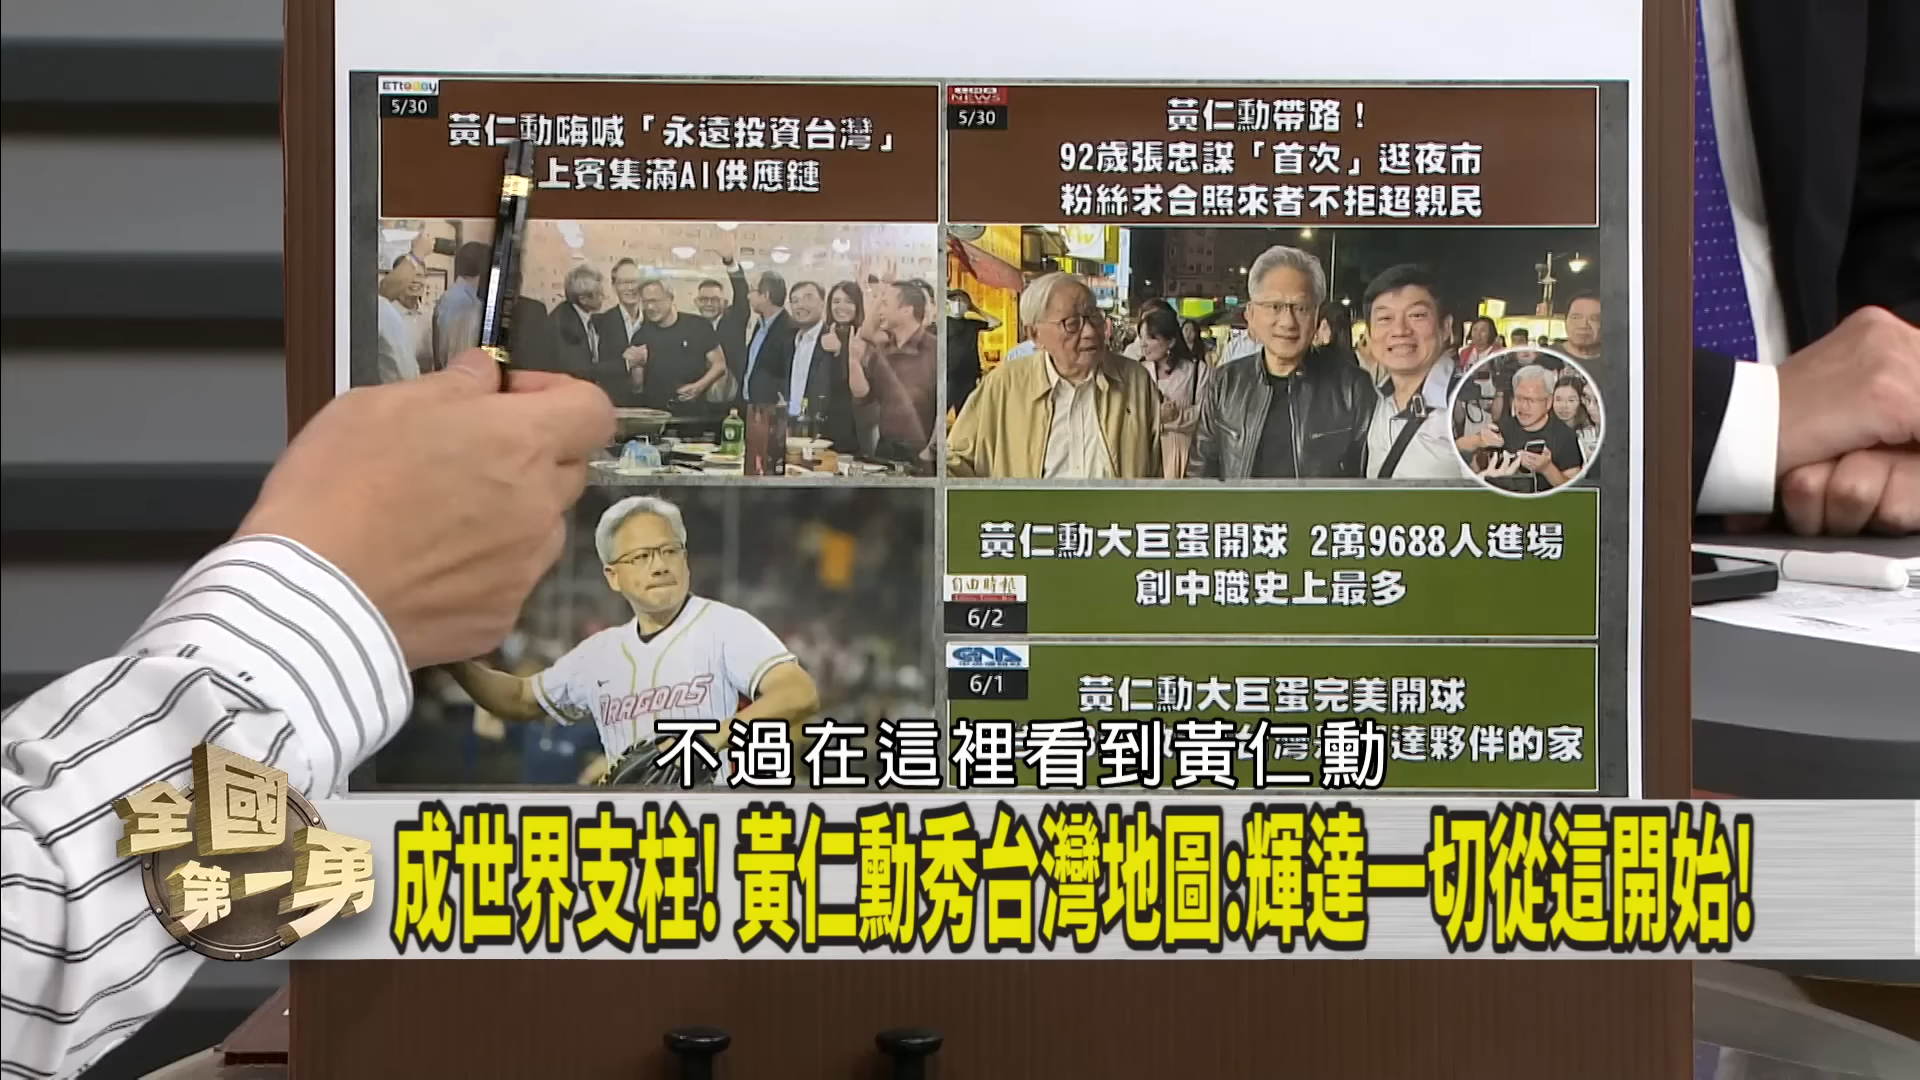 ETtoday
5/30
黃仁勳嗨喊「永遠投資台灣」
上賓集滿AI供應鏈
NEWS
5/30
黃仁勳帶路！
92歲張忠謀「首次」逛夜市
粉絲求合照來者不拒超親民
黃仁勳大巨蛋開球 2萬9688人進場
創中職史上最多
自由時報
6/2
CNA
6/1
黃仁勳大巨蛋完美開球
達夥伴的家
DRAGONS
不過在這裡看到黃仁勳
全國第一勇
成世界支柱! 黃仁勳秀台灣地圖:輝達一切從這開始!